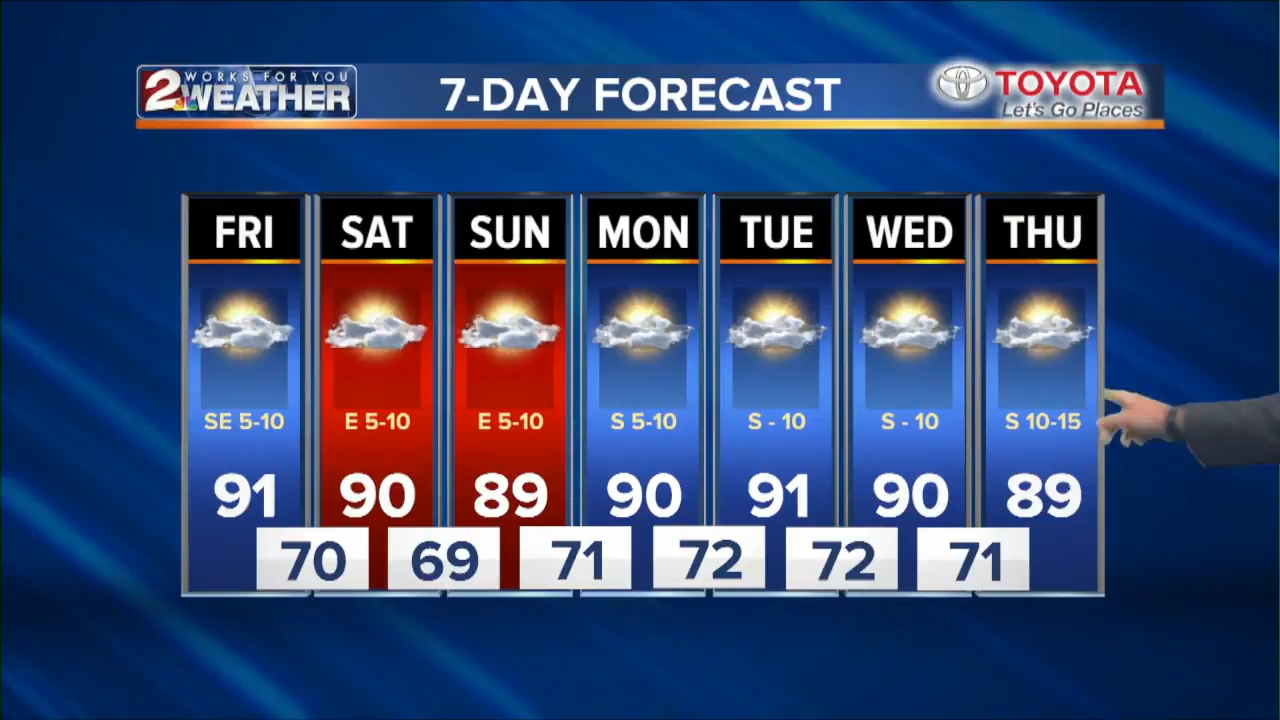 2 WORKS FOR YOU
WEATHER
7-DAY FORECAST
TOYOTA
Let's Go Places
FRI SAT SUN MON TUE WED THU
SE 5-10 E 5-10 E 5-10 S 5-10 S - 10 S - 10 S 10-15
91 90 89 90 91 90 89
70 69 71 72 72 71